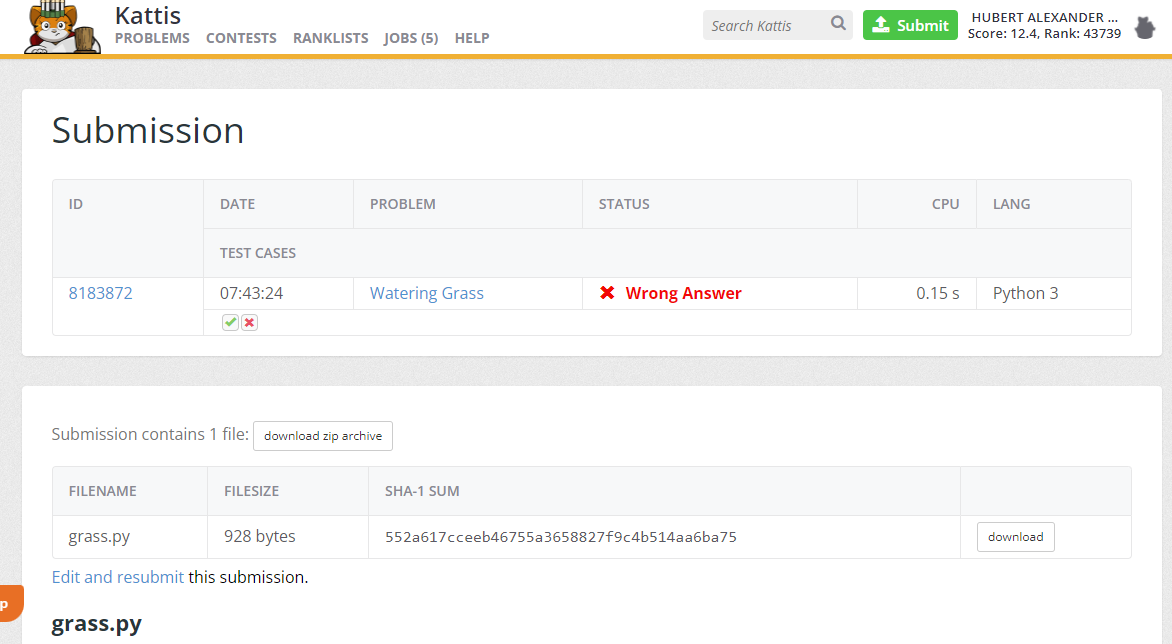 Kattis
PROBLEMS CONTESTS RANKLISTS JOBS (5) HELP
Search Kattis
Submit
HUBERT ALEXANDER ...
Score: 12.4, Rank: 43739
Submission
ID DATE PROBLEM STATUS CPU LANG
TEST CASES
8183872 07:43:24 Watering Grass Wrong Answer 0.15 s Python 3
Submission contains 1 file: download zip archive
FILENAME FILESIZE SHA-1 SUM
grass.py 928 bytes 552a617cceeb46755a3658827f9c4b514aa6ba75 download
Edit and resubmit this submission.
p
grass.py